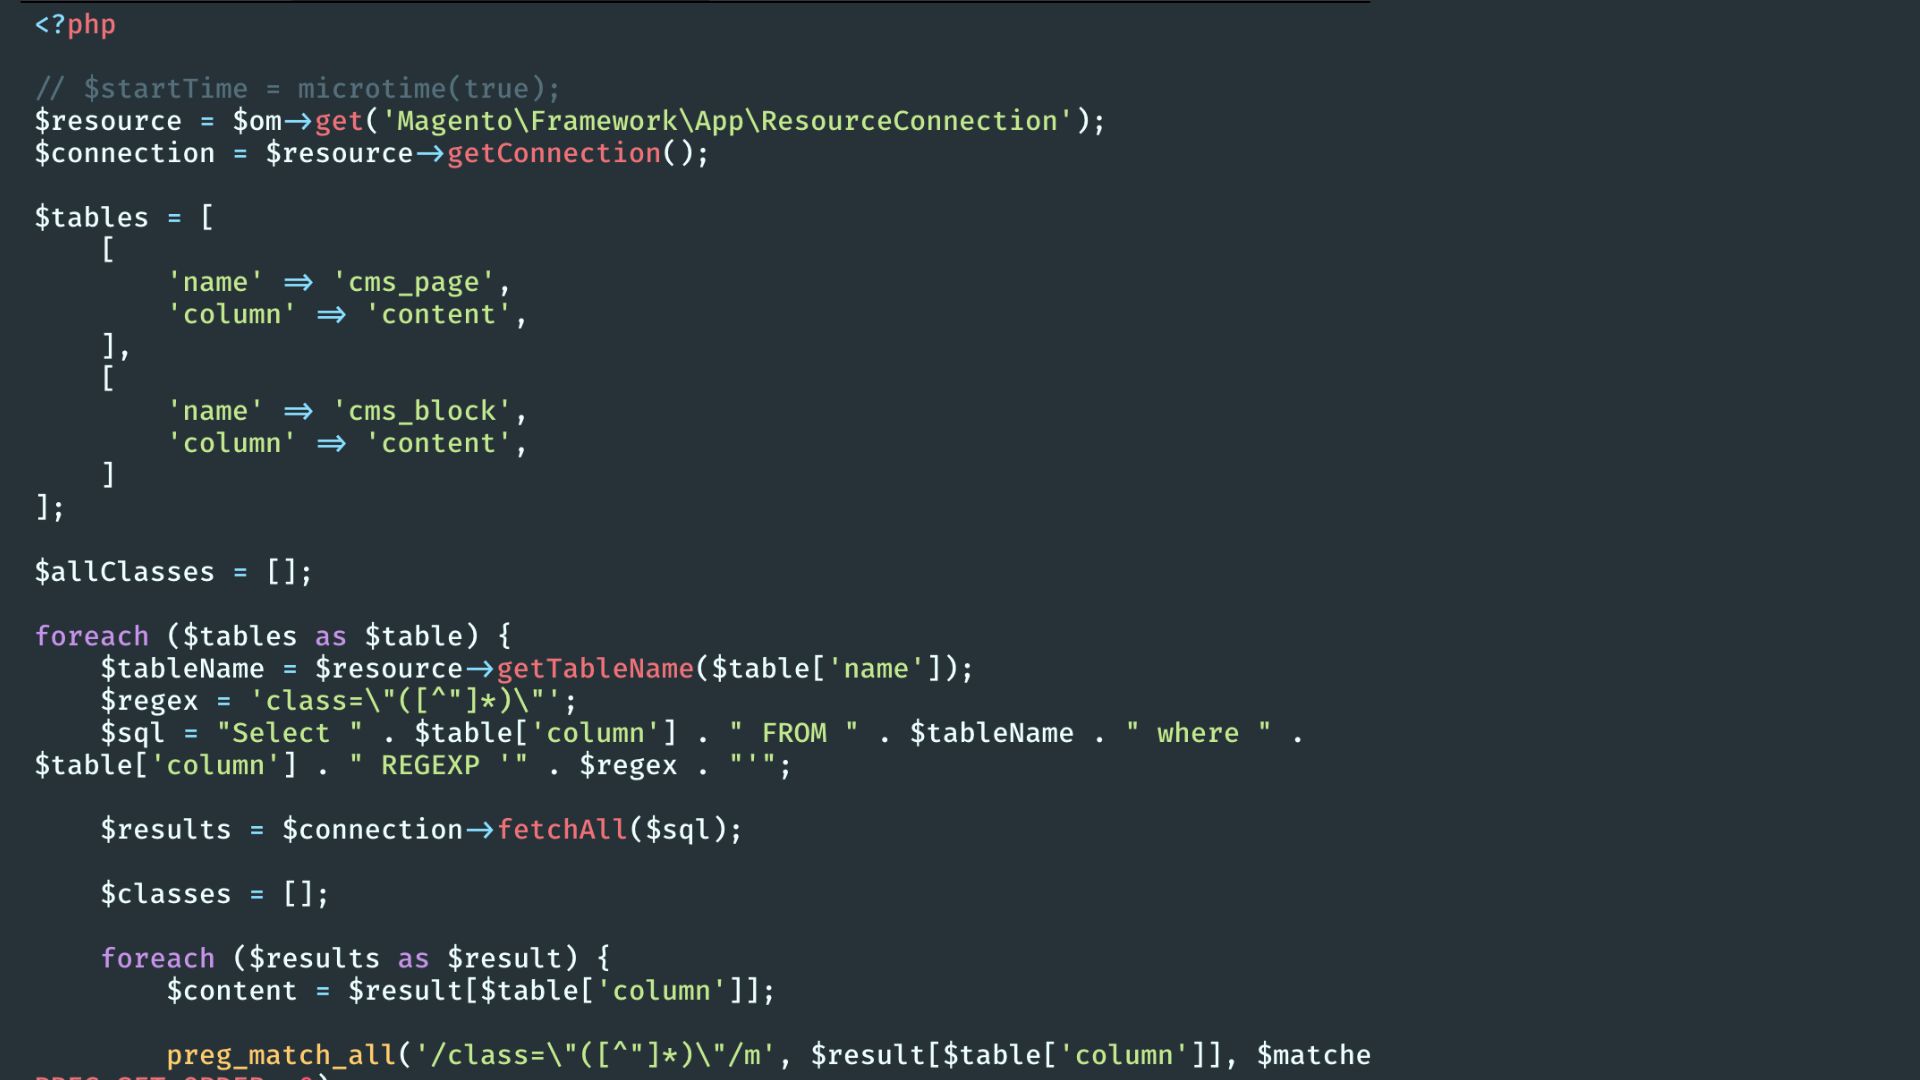 <?php
// $startTime = microtime(true);
$resource = $om->get('Magento\Framework\App\ResourceConnection');
$connection = $resource->getConnection();
$tables = [
    [
        'name' => 'cms_page',
        'column' => 'content',
    ],
    [
        'name' => 'cms_block',
        'column' => 'content',
    ]
];
$allClasses = [];
foreach ($tables as $table) {
    $tableName = $resource->getTableName($table['name']);
    $regex = 'class=\"([^"]*)\"';
    $sql = "Select " . $table['column'] . " FROM " . $tableName . " where " .
$table['column'] . " REGEXP '" . $regex . "'";
    $results = $connection->fetchAll($sql);
    $classes = [];
    foreach ($results as $result) {
        $content = $result[$table['column']];
        preg_match_all('/class=\"([^"]*)\"/m', $result[$table['column']], $matche